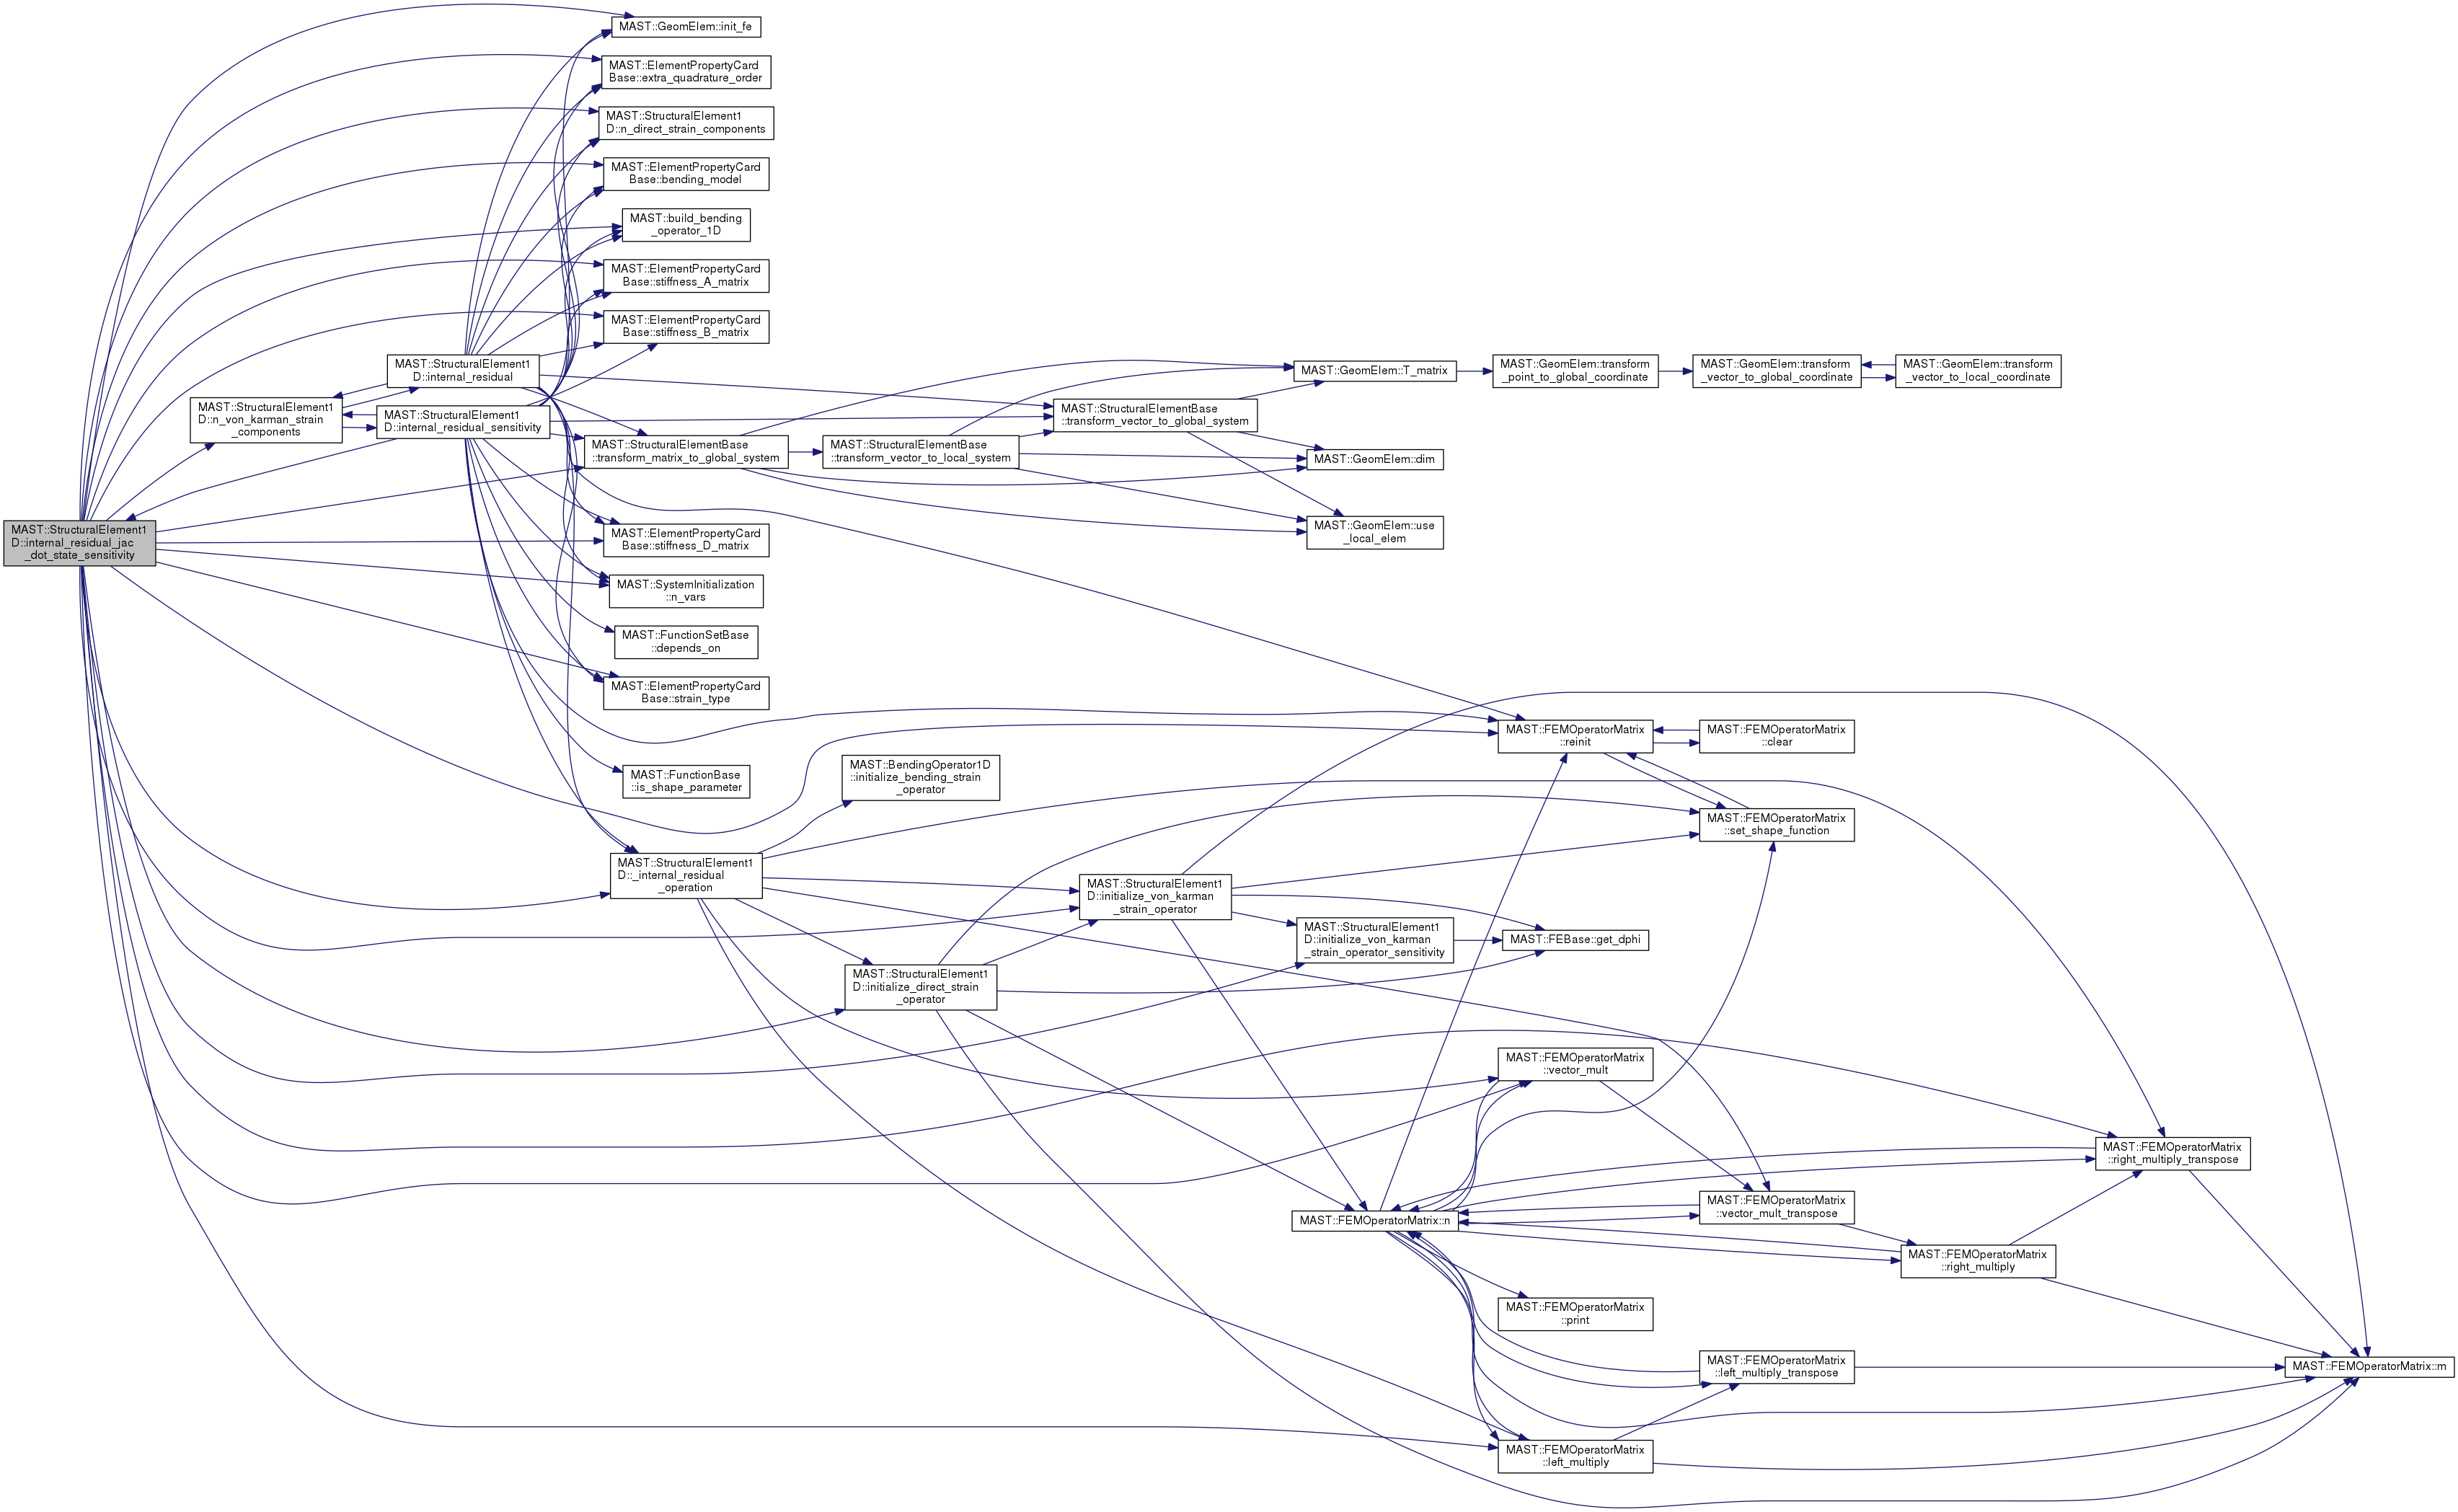 MAST::GeomElem::init_fe
MAST::ElementPropertyCard
Base::extra_quadrature_order
MAST::StructuralElement1
D::n_direct_strain_components
MAST::ElementPropertyCard
Base::bending_model
MAST::build_bending
_operator_1D
MAST::ElementPropertyCard
Base::stiffness_A_matrix
MAST::ElementPropertyCard
Base::stiffness_B_matrix
MAST::StructuralElement1
D::internal_residual
MAST::GeomElem::T_matrix
MAST::GeomElem::transform
_point_to_global_coordinate
MAST::GeomElem::transform
_vector_to_global_coordinate
MAST::GeomElem::transform
_vector_to_local_coordinate
MAST::StructuralElement1
D::n_von_karman_strain
_components
MAST::StructuralElement1
D::internal_residual_sensitivity
MAST::StructuralElementBase
::transform_vector_to_global_system
MAST::StructuralElementBase
::transform_matrix_to_global_system
MAST::StructuralElementBase
::transform_vector_to_local_system
MAST::GeomElem::dim
MAST::StructuralElement1
D::internal_residual_jac
_dot_state_sensitivity
MAST::ElementPropertyCard
Base::stiffness_D_matrix
MAST::GeomElem::use
_local_elem
MAST::SystemInitialization
::n_vars
MAST::FunctionSetBase
::depends_on
MAST::ElementPropertyCard
Base::strain_type
MAST::FEMOperatorMatrix
::reinit
MAST::FEMOperatorMatrix
::clear
MAST::FunctionBase
::is_shape_parameter
MAST::BendingOperator1D
::initialize_bending_strain
_operator
MAST::FEMOperatorMatrix
::set_shape_function
MAST::StructuralElement1
D::_internal_residual
_operation
MAST::StructuralElement1
D::initialize_von_karman
_strain_operator
MAST::StructuralElement1
D::initialize_von_karman
_strain_operator_sensitivity
MAST::FEBase::get_dphi
MAST::StructuralElement1
D::initialize_direct_strain
_operator
MAST::FEMOperatorMatrix
::vector_mult
MAST::FEMOperatorMatrix
::right_multiply_transpose
MAST::FEMOperatorMatrix::n
MAST::FEMOperatorMatrix
::vector_mult_transpose
MAST::FEMOperatorMatrix
::right_multiply
MAST::FEMOperatorMatrix
::print
MAST::FEMOperatorMatrix
::left_multiply_transpose
MAST::FEMOperatorMatrix::m
MAST::FEMOperatorMatrix
::left_multiply